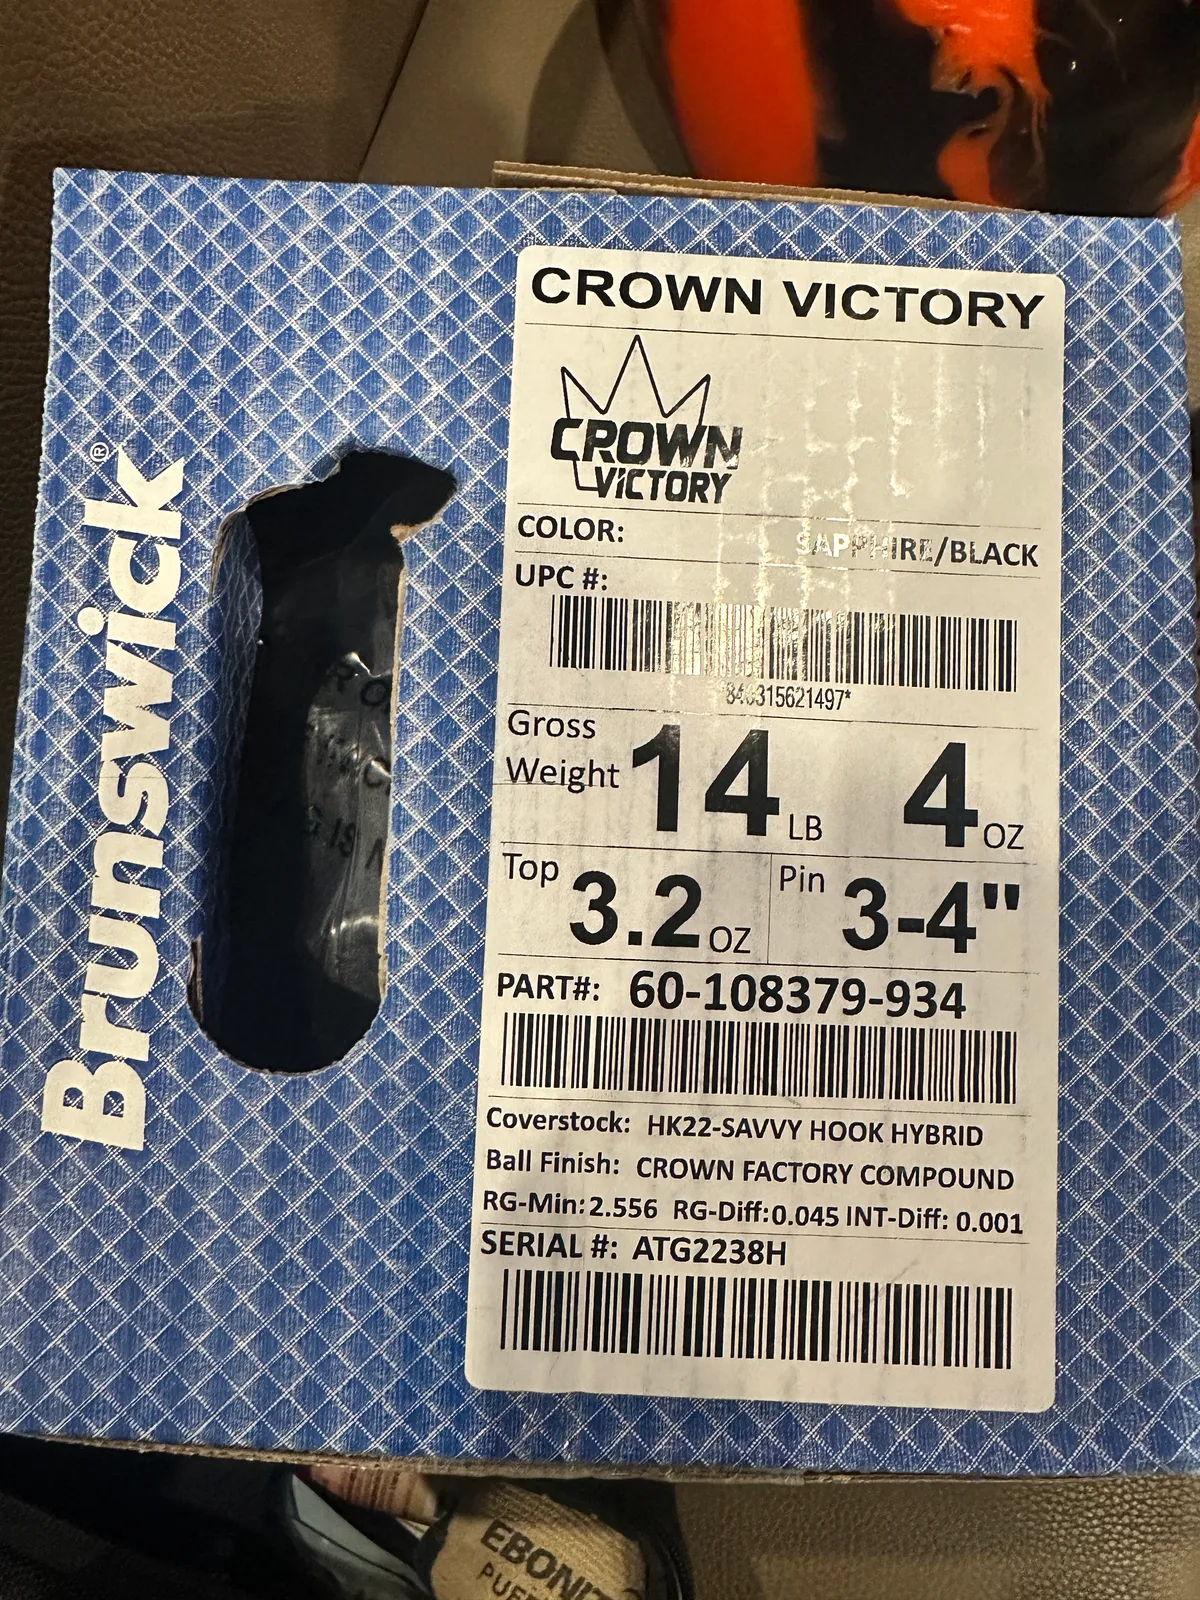 Brunswick®
CROWN VICTORY
CROWN
VICTORY
COLOR: SAPPHIRE/BLACK
UPC #:
Gross
Weight 14 LB 4 OZ
Top 3.2 OZ Pin 3-4"
PART#: 60-108379-934
Coverstock: HK22-SAVVY HOOK HYBRID
Ball Finish: CROWN FACTORY COMPOUND
RG-Min: 2.556 RG-Diff: 0.045 INT-Diff: 0.001
SERIAL #: ATG2238H